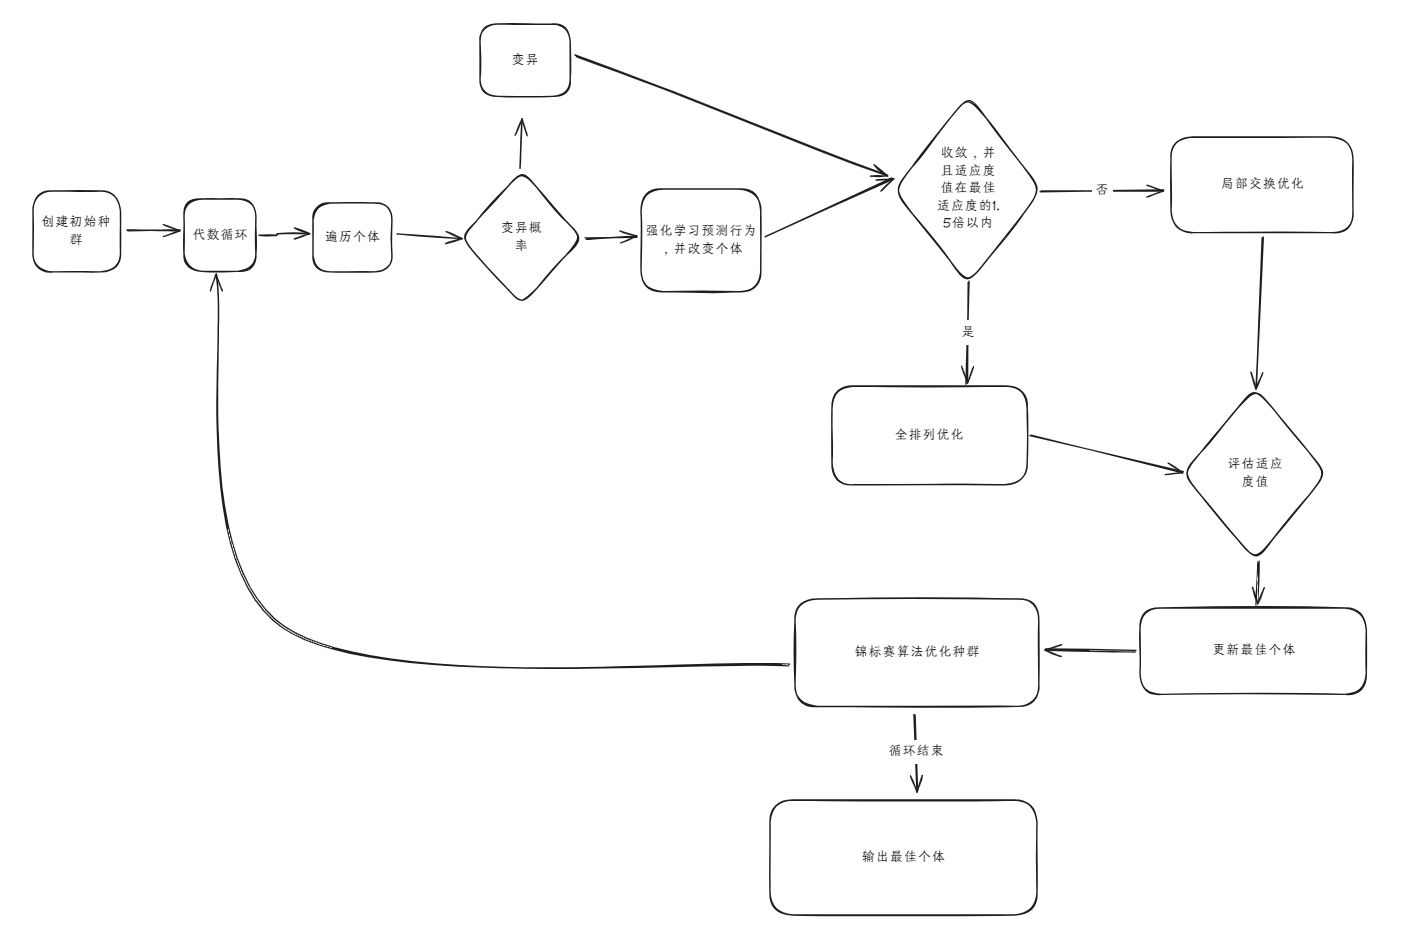 变异
创建初始种
群
代数循环
遍历个体
变异概
率
强化学习预测行为
，并改变个体
收敛，并
且适应度
值在最佳
适应度的1.
5倍以内
否
局部交换优化
是
全排列优化
评估适应
度值
更新最佳个体
锦标赛算法优化种群
循环结束
输出最佳个体